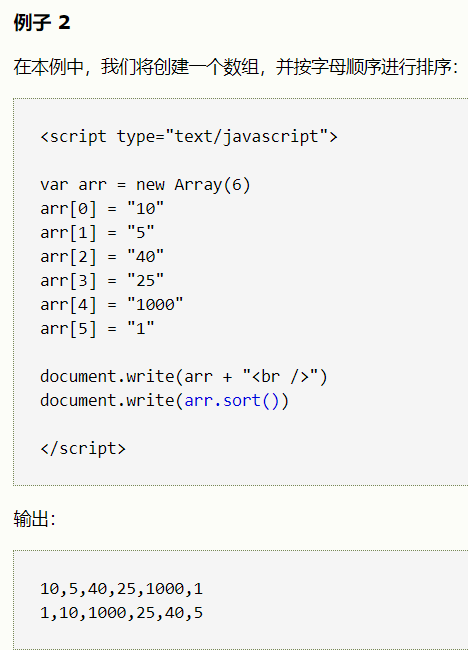 例子 2
在本例中，我们将创建一个数组，并按字母顺序进行排序：
<script type="text/javascript">
var arr = new Array(6)
arr[0] = "10"
arr[1] = "5"
arr[2] = "40"
arr[3] = "25"
arr[4] = "1000"
arr[5] = "1"
document.write(arr + "<br />")
document.write(arr.sort())
</script>
输出：
10,5,40,25,1000,1
1,10,1000,25,40,5